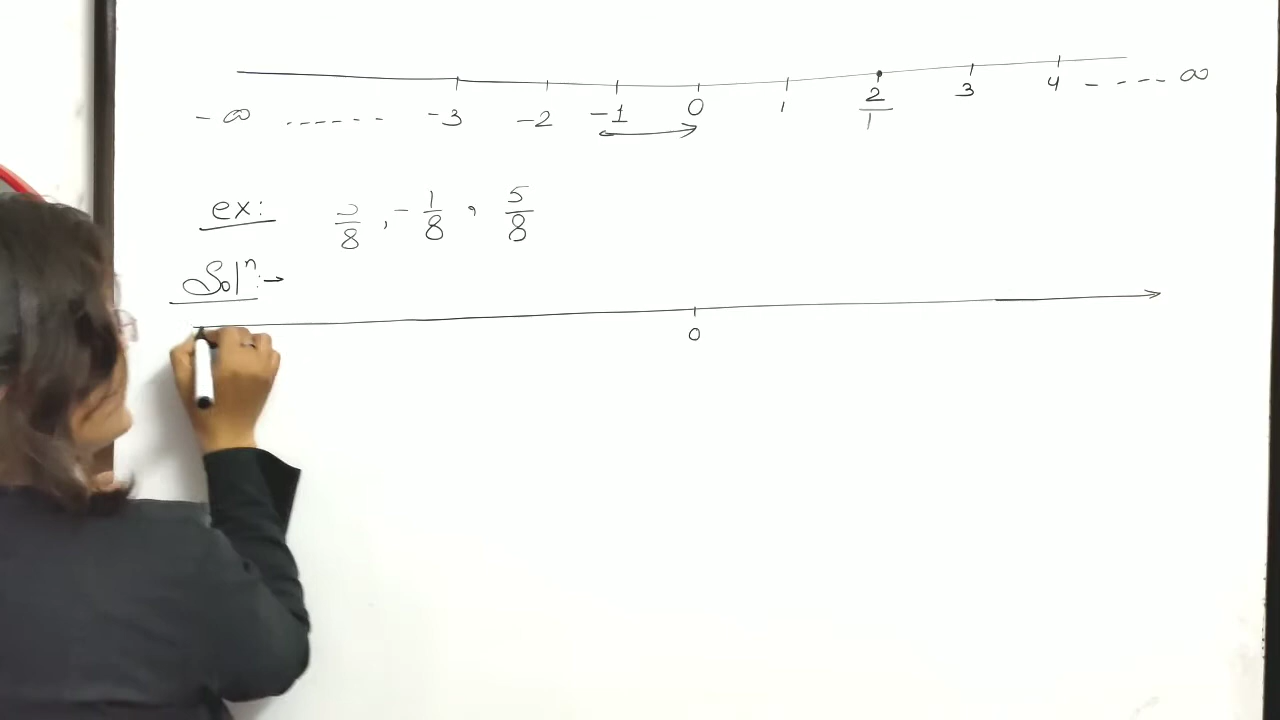 -∞ ------ -3 -2 -1 0 1 2/1 3 4 ---- ∞
ex: /8 , -1/8 , 5/8
Solⁿ:→
0